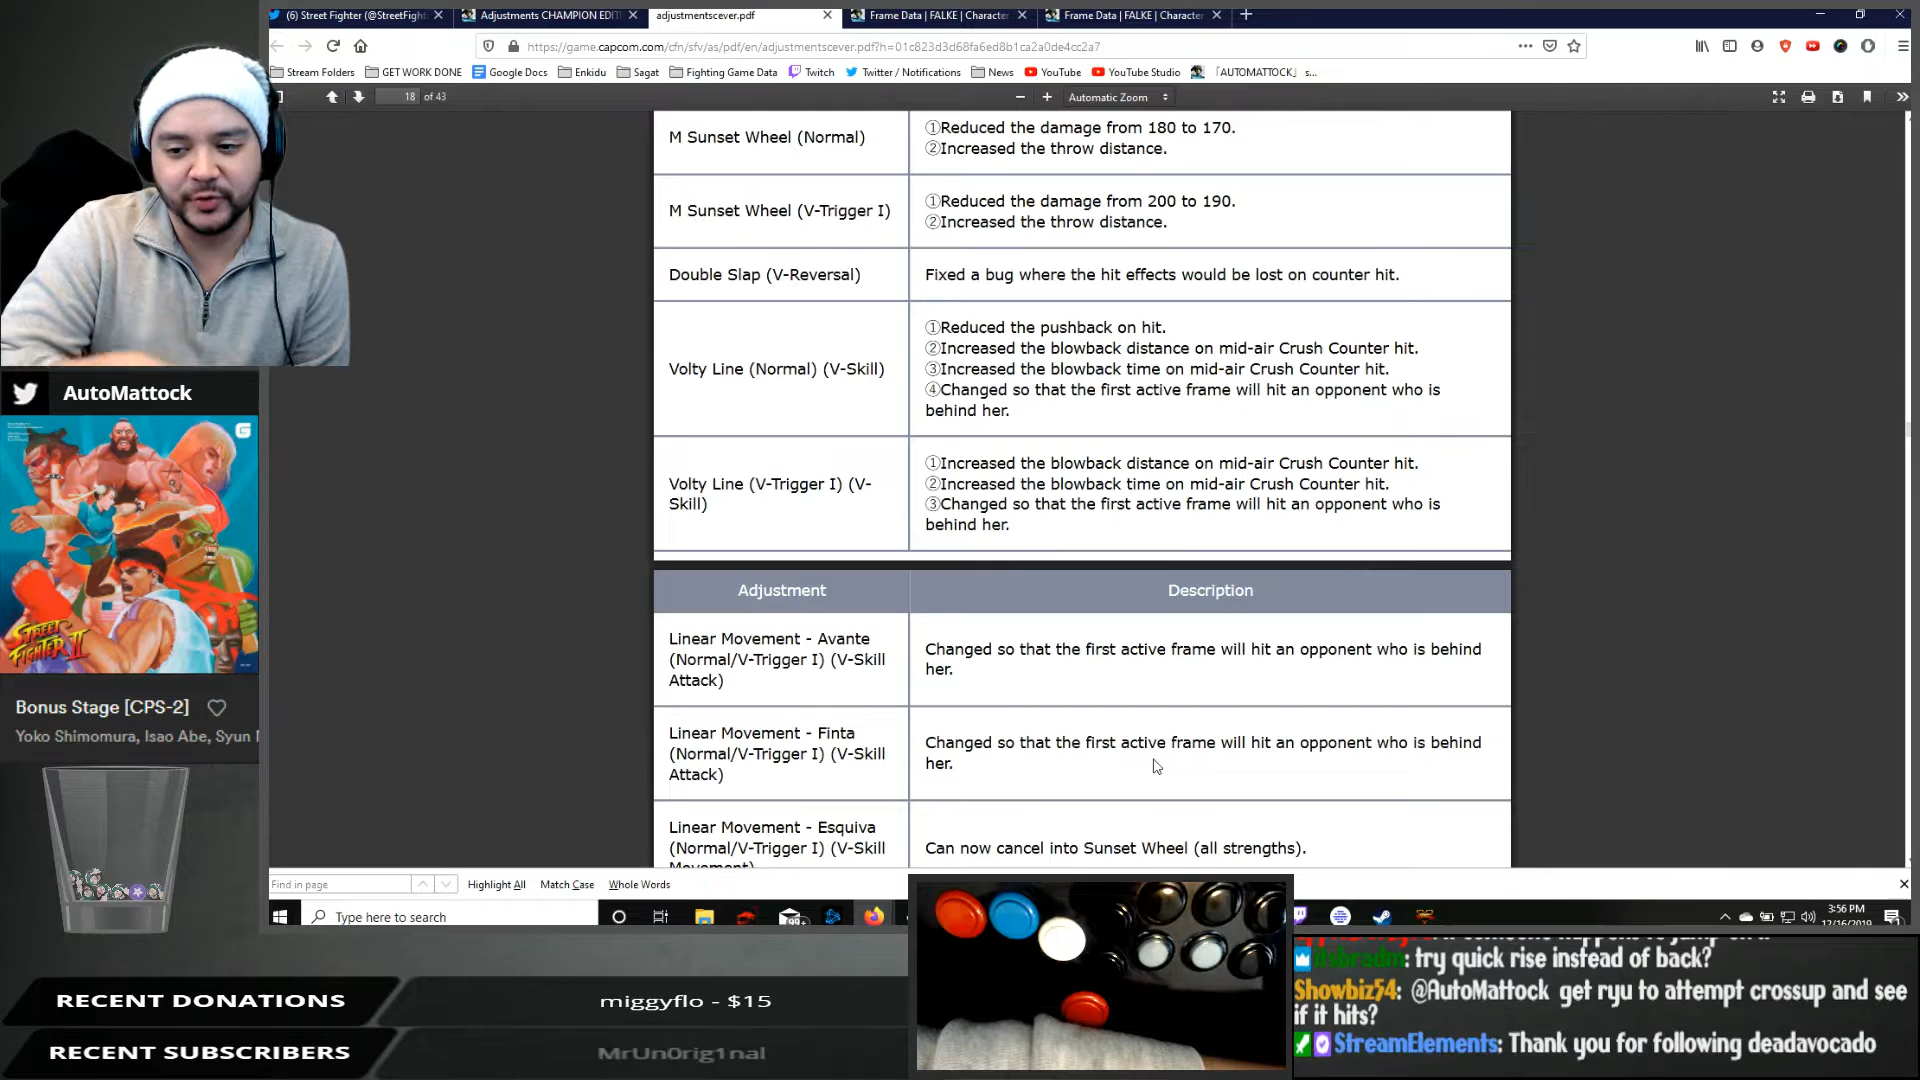 (6) Street Fighter (@StreetFight
Adjustments CHAMPION EDIT
adjustmentscever.pdf
Frame Data | FALKE | Character
Frame Data | FALKE | Character
https://game.capcom.com/cfn/sfv/as/pdf/en/adjustmentscever.pdf?h=01c823d3d68fa6ed8b1ca2a0de4cc2a7
Stream Folders
GET WORK DONE
Google Docs
Enkidu
Sagat
Fighting Game Data
Twitch
Twitter / Notifications
News
YouTube
YouTube Studio
「AUTOMATTOCK」 s...
18 of 43
Automatic Zoom
M Sunset Wheel (Normal)
①Reduced the damage from 180 to 170.
②Increased the throw distance.
M Sunset Wheel (V-Trigger I)
①Reduced the damage from 200 to 190.
②Increased the throw distance.
Double Slap (V-Reversal)
Fixed a bug where the hit effects would be lost on counter hit.
Volty Line (Normal) (V-Skill)
①Reduced the pushback on hit.
②Increased the blowback distance on mid-air Crush Counter hit.
③Increased the blowback time on mid-air Crush Counter hit.
④Changed so that the first active frame will hit an opponent who is
behind her.
Volty Line (V-Trigger I) (V-
Skill)
①Increased the blowback distance on mid-air Crush Counter hit.
②Increased the blowback time on mid-air Crush Counter hit.
③Changed so that the first active frame will hit an opponent who is
behind her.
Adjustment
Description
Linear Movement - Avante
(Normal/V-Trigger I) (V-Skill
Attack)
Changed so that the first active frame will hit an opponent who is behind
her.
Linear Movement - Finta
(Normal/V-Trigger I) (V-Skill
Attack)
Changed so that the first active frame will hit an opponent who is behind
her.
Linear Movement - Esquiva
(Normal/V-Trigger I) (V-Skill
Movement)
Can now cancel into Sunset Wheel (all strengths).
Find in page
Highlight All
Match Case
Whole Words
Type here to search
99+
3:56 PM
12/16/2019
AutoMattock
G
STREET
FIGHTER II
Bonus Stage [CPS-2]
Yoko Shimomura, Isao Abe, Syun
RECENT DONATIONS
miggyflo - $15
RECENT SUBSCRIBERS
MrUn0rig1nal
: try quick rise instead of back?
Showbiz54: @AutoMattock get ryu to attempt crossup and see
if it hits?
StreamElements: Thank you for following deadavocado